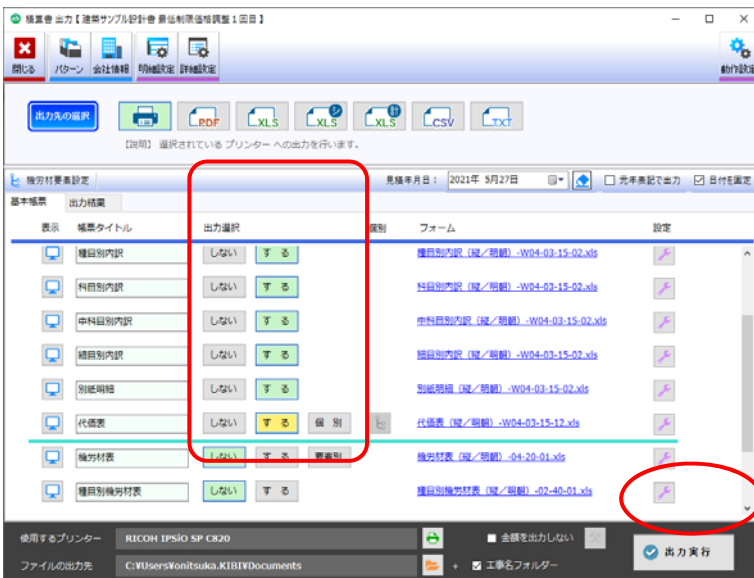 積算書 出力【 建築サンプル設計書 最低制限価格調整１回目 】
閉じる パターン 会社情報 明細設定 詳細設定 動作設定
出力先の選択 PDF XLS XLS XLS CSV TXT
【説明】 選択されている プリンター への出力を行います。
機労材要素設定 見積年月日： 2021年 5月27日 元年表記で出力 日付を固定
基本帳票 出力結果
表示 帳票タイトル 出力選択 個別 フォーム 設定
種目別内訳 しない する 種目別内訳（縦／明朝）-W04-03-15-02.xls
科目別内訳 しない する 科目別内訳（縦／明朝）-W04-03-15-02.xls
中科目別内訳 しない する 中科目別内訳（縦／明朝）-W04-03-15-02.xls
細目別内訳 しない する 細目別内訳（縦／明朝）-W04-03-15-02.xls
別紙明細 しない する 別紙明細（縦／明朝）-W04-03-15-02.xls
代価表 しない する 個 別 代価表（縦／明朝）-W04-03-15-12.xls
機労材表 しない する 要素別 機労材表（縦／明朝）-04-20-01.xls
種目別機労材表 しない する 種目別機労材表（縦／明朝）-02-40-01.xls
使用するプリンター RICOH IPSiO SP C820 金額を出力しない
出力実行
ファイルの出力先 C:¥Users¥onitsuka.KIBI¥Documents + 工事名フォルダー